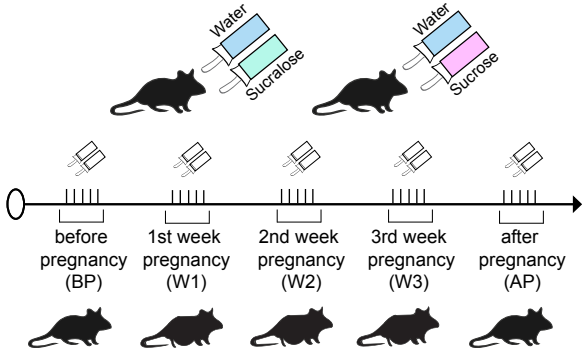 Water
Sucralose
Water
Sucrose
before
pregnancy
(BP)
1st week
pregnancy
(W1)
2nd week
pregnancy
(W2)
3rd week
pregnancy
(W3)
after
pregnancy
(AP)